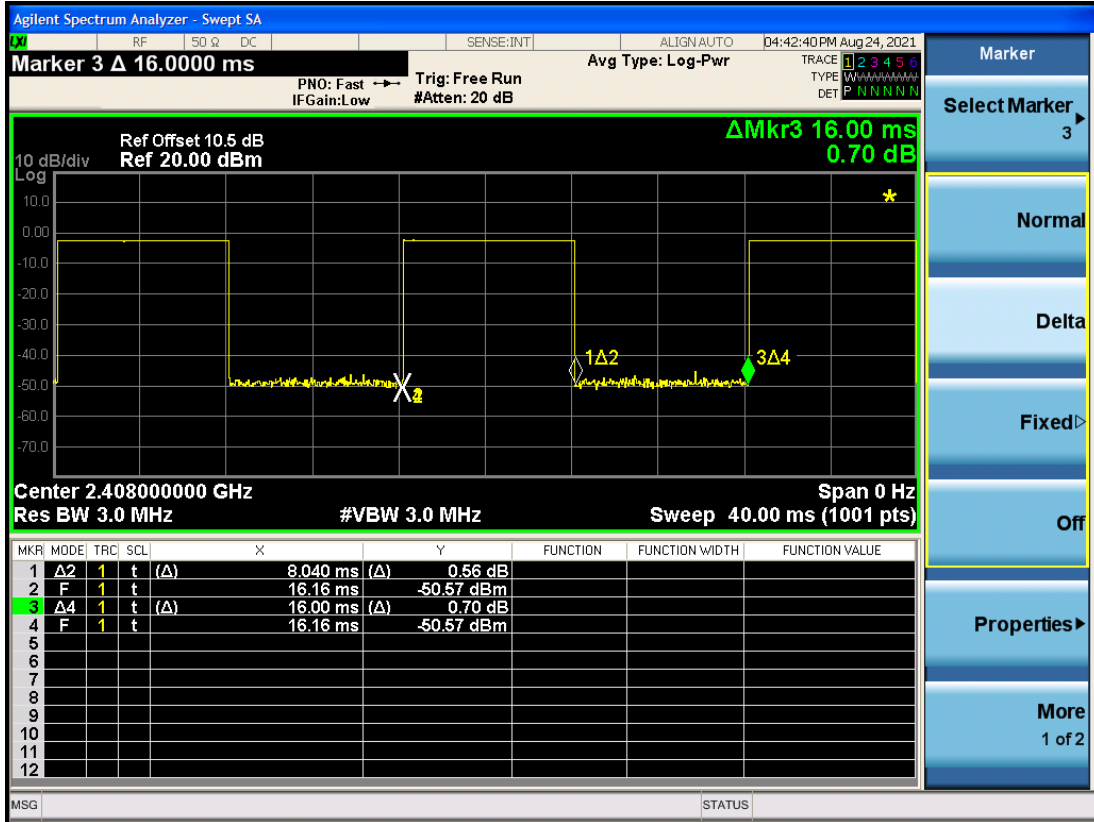 Agilent Spectrum Analyzer - Swept SA
LXI RF 50 Ω DC SENSE:INT ALIGN AUTO 04:42:40 PM Aug 24, 2021
Marker 3 Δ 16.0000 ms
PNO: Fast
IFGain:Low
Trig: Free Run
#Atten: 20 dB
Avg Type: Log-Pwr
TRACE 1 2 3 4 5 6
TYPE W
DET P N N N N N
Ref Offset 10.5 dB
10 dB/div Ref 20.00 dBm
Log
ΔMkr3 16.00 ms
0.70 dB
10.0
0.00
-10.0
-20.0
-30.0
-40.0
-50.0
-60.0
-70.0
1Δ2
3Δ4
*
Center 2.408000000 GHz Span 0 Hz
Res BW 3.0 MHz #VBW 3.0 MHz Sweep 40.00 ms (1001 pts)
MKR MODE TRC SCL X Y FUNCTION FUNCTION WIDTH FUNCTION VALUE
1 Δ2 1 t (Δ) 8.040 ms (Δ) 0.56 dB
2 F 1 t 16.16 ms -50.57 dBm
3 Δ4 1 t (Δ) 16.00 ms (Δ) 0.70 dB
4 F 1 t 16.16 ms -50.57 dBm
5
6
7
8
9
10
11
12
MSG STATUS
Marker
Select Marker
3
Normal
Delta
Fixed
Off
Properties
More
1 of 2